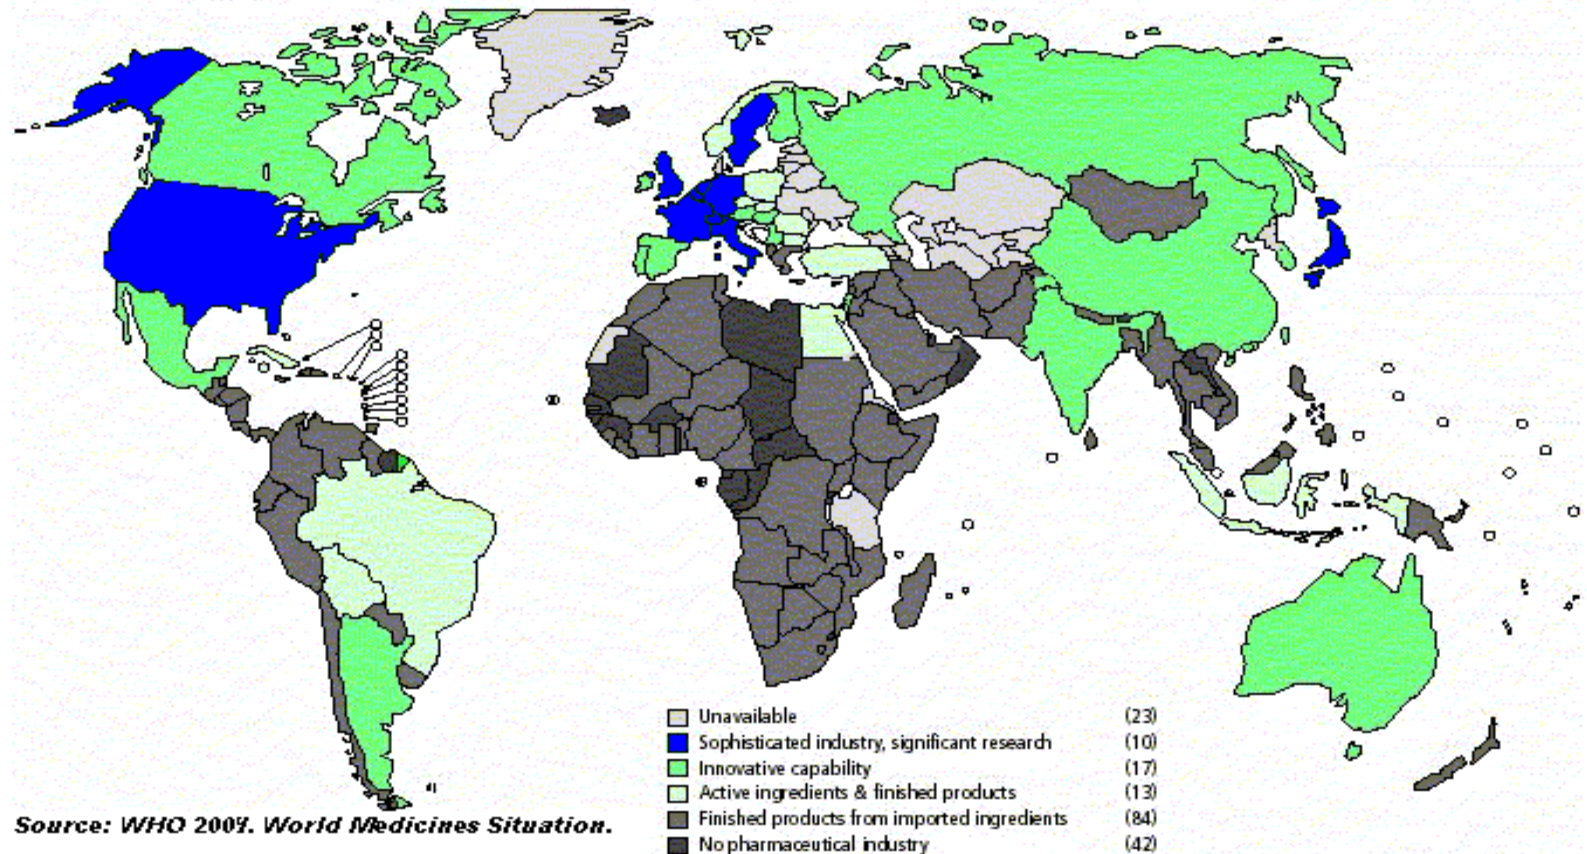 Unavailable (23)
Sophisticated industry, significant research (10)
Innovative capability (17)
Active ingredients & finished products (13)
Finished products from imported ingredients (84)
No pharmaceutical industry (42)
Source: WHO World Medicines Situation.